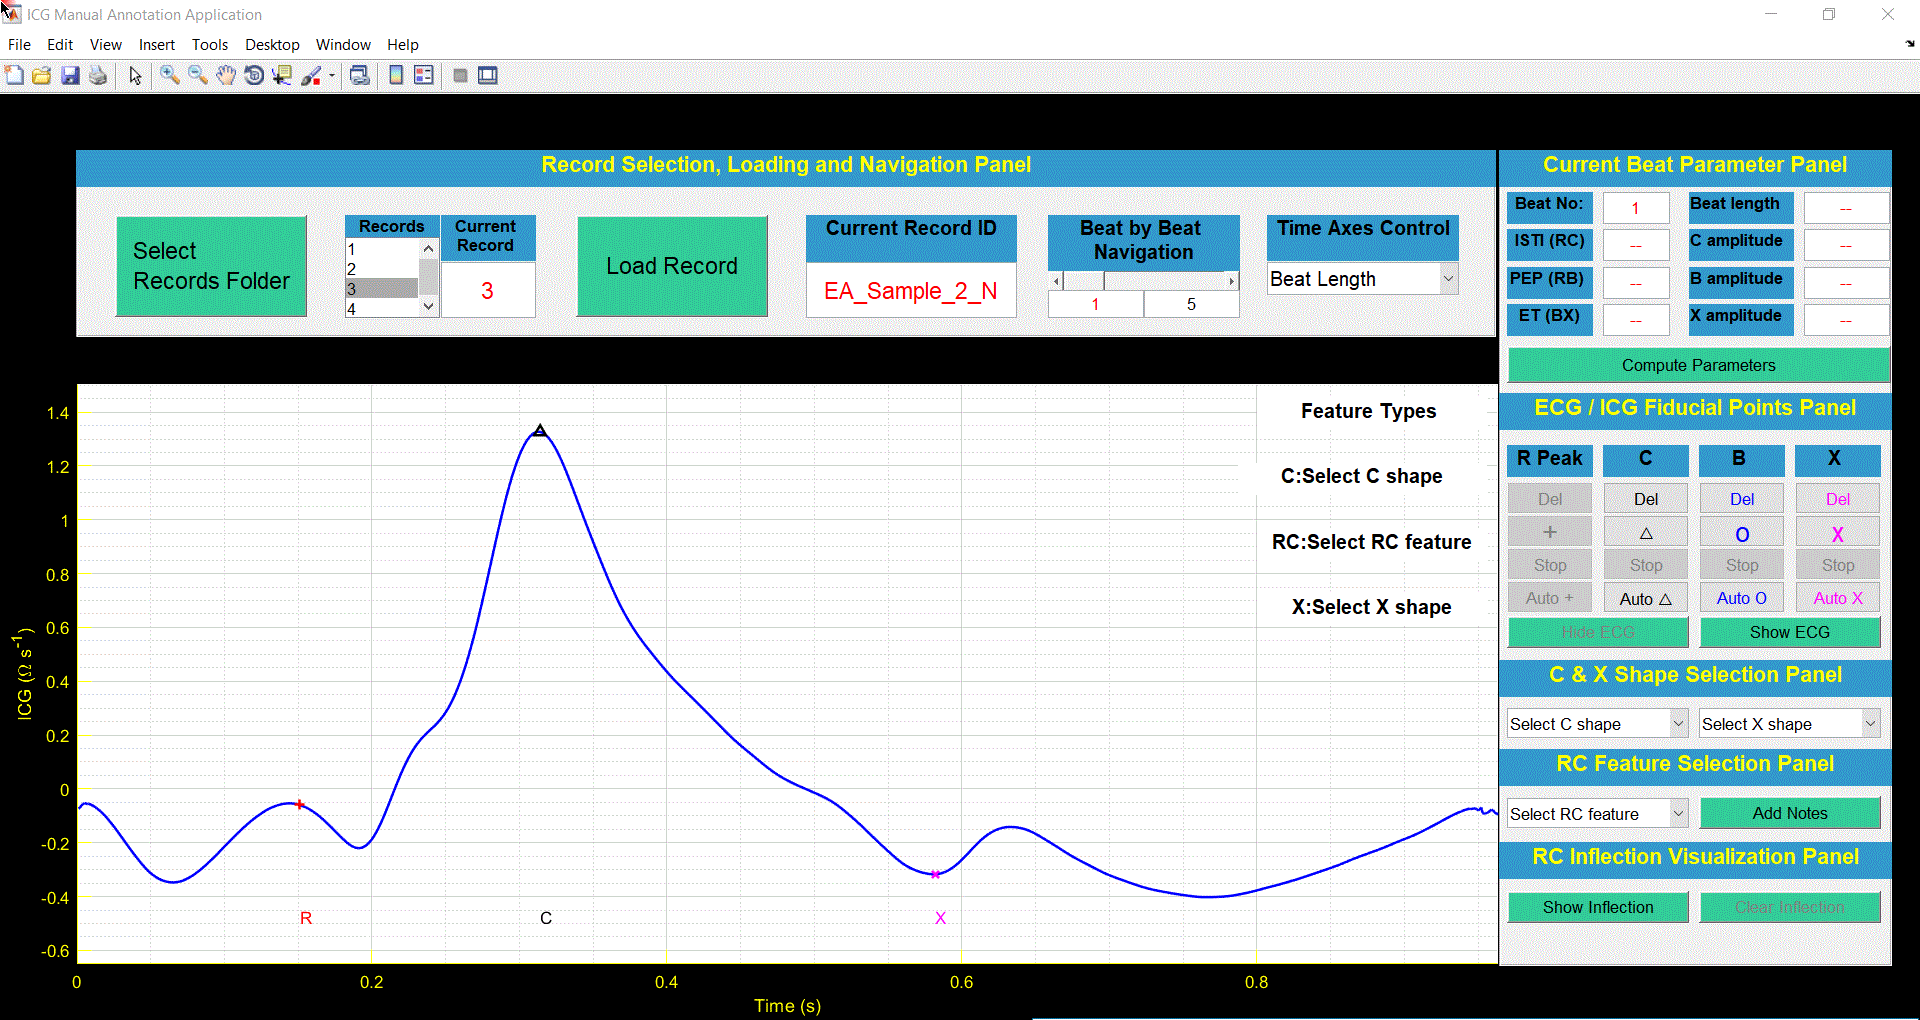 ICG Manual Annotation Application
File Edit View Insert Tools Desktop Window Help
Record Selection, Loading and Navigation Panel
Select
Records Folder
Records
1
2
3
4
Current
Record
3
Load Record
Current Record ID
EA_Sample_2_N
Beat by Beat
Navigation
1 5
Time Axes Control
Beat Length
Current Beat Parameter Panel
Beat No: 1 Beat length --
ISTI (RC) -- C amplitude --
PEP (RB) -- B amplitude --
ET (BX) -- X amplitude --
Compute Parameters
ECG / ICG Fiducial Points Panel
R Peak C B X
Del Del Del Del
+ △ O X
Stop Stop Stop Stop
Auto + Auto △ Auto O Auto X
Hide ECG Show ECG
C & X Shape Selection Panel
Select C shape Select X shape
RC Feature Selection Panel
Select RC feature Add Notes
RC Inflection Visualization Panel
Show Inflection Clear Inflection
Feature Types
C:Select C shape
RC:Select RC feature
X:Select X shape
1.4
1.2
1
0.8
0.6
0.4
0.2
0
-0.2
-0.4
-0.6
ICG (Ω s⁻¹)
R C X
0 0.2 0.4 0.6 0.8
Time (s)